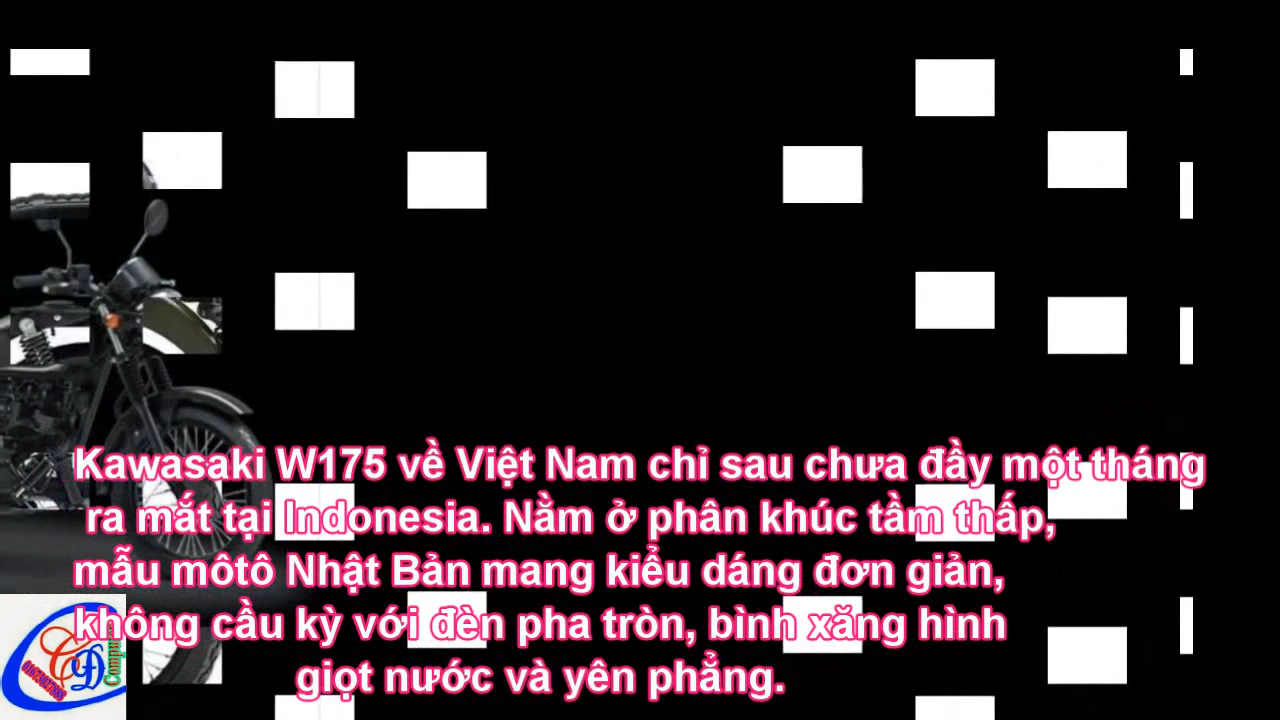 Kawasaki W175 về Việt Nam chỉ sau chưa đầy một tháng
ra mắt tại Indonesia. Nằm ở phân khúc tầm thấp,
mẫu môtô Nhật Bản mang kiểu dáng đơn giản,
không cầu kỳ với đèn pha tròn, bình xăng hình
giọt nước và yên phẳng.
CĐ